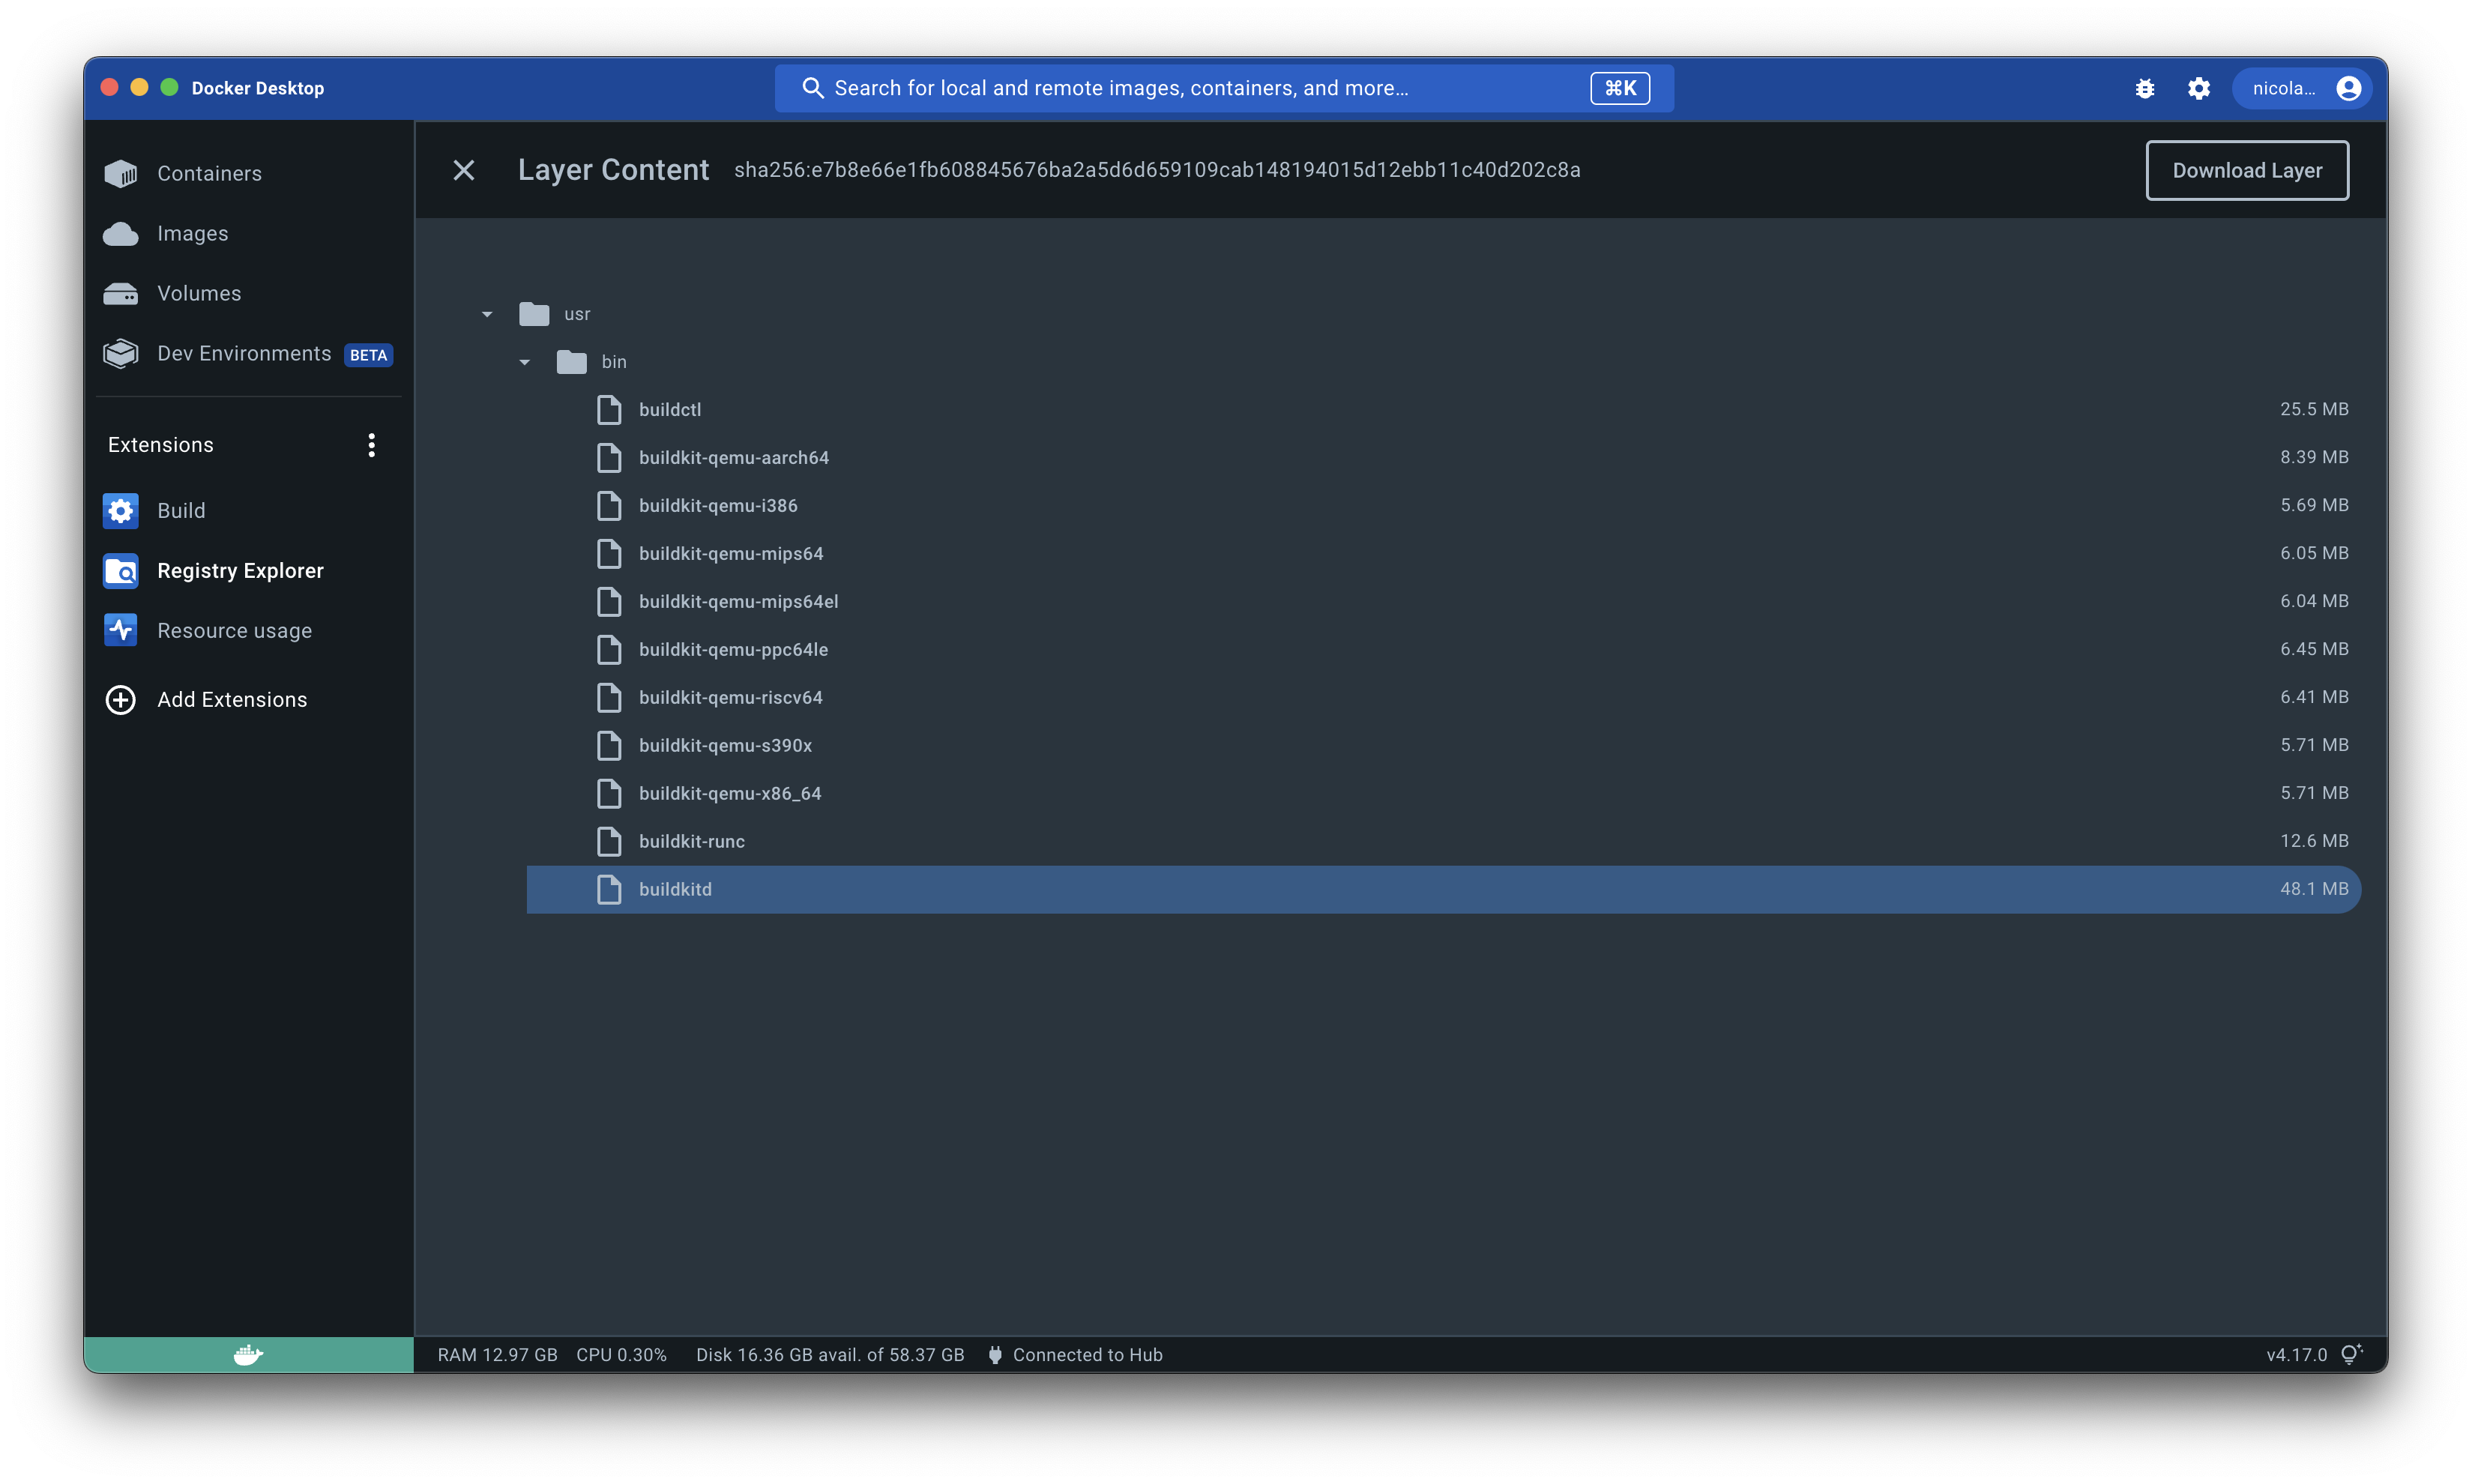 Docker Desktop
Search for local and remote images, containers, and more...
⌘K
nicola...
Containers
Images
Volumes
Dev Environments BETA
Extensions
Build
Registry Explorer
Resource usage
Add Extensions
Layer Content sha256:e7b8e66e1fb608845676ba2a5d6d659109cab148194015d12ebb11c40d202c8a
Download Layer
usr
bin
buildctl 25.5 MB
buildkit-qemu-aarch64 8.39 MB
buildkit-qemu-i386 5.69 MB
buildkit-qemu-mips64 6.05 MB
buildkit-qemu-mips64el 6.04 MB
buildkit-qemu-ppc64le 6.45 MB
buildkit-qemu-riscv64 6.41 MB
buildkit-qemu-s390x 5.71 MB
buildkit-qemu-x86_64 5.71 MB
buildkit-runc 12.6 MB
buildkitd 48.1 MB
RAM 12.97 GB CPU 0.30% Disk 16.36 GB avail. of 58.37 GB Connected to Hub v4.17.0